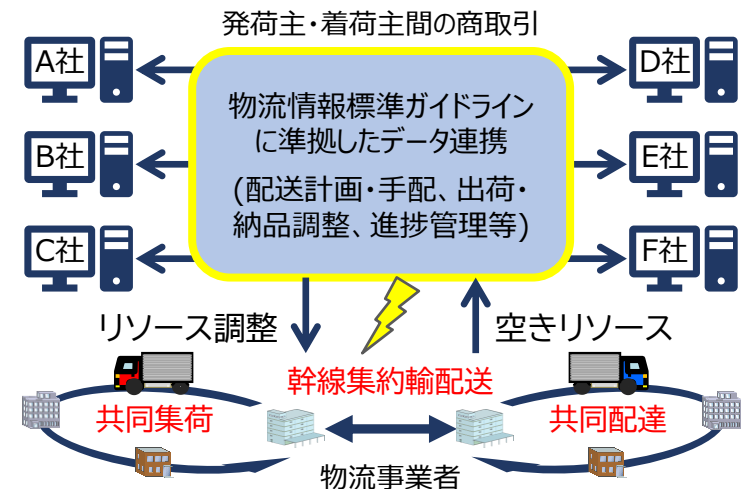 発荷主・着荷主間の商取引
A社
D社
物流情報標準ガイドライン
に準拠したデータ連携
B社
E社
(配送計画・手配、出荷・
納品調整、進捗管理等)
C社
F社
リソース調整
空きリソース
幹線集約輸配送
共同集荷
共同配達
物流事業者